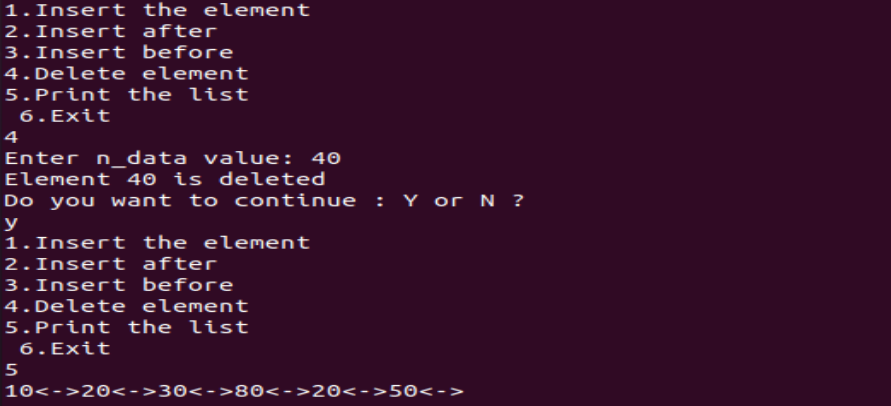 1.Insert the element
2.Insert after
3.Insert before
4.Delete element
5.Print the list
 6.Exit
4
Enter n_data value: 40
Element 40 is deleted
Do you want to continue : Y or N ?
y
1.Insert the element
2.Insert after
3.Insert before
4.Delete element
5.Print the list
 6.Exit
5
10<->20<->30<->80<->20<->50<->